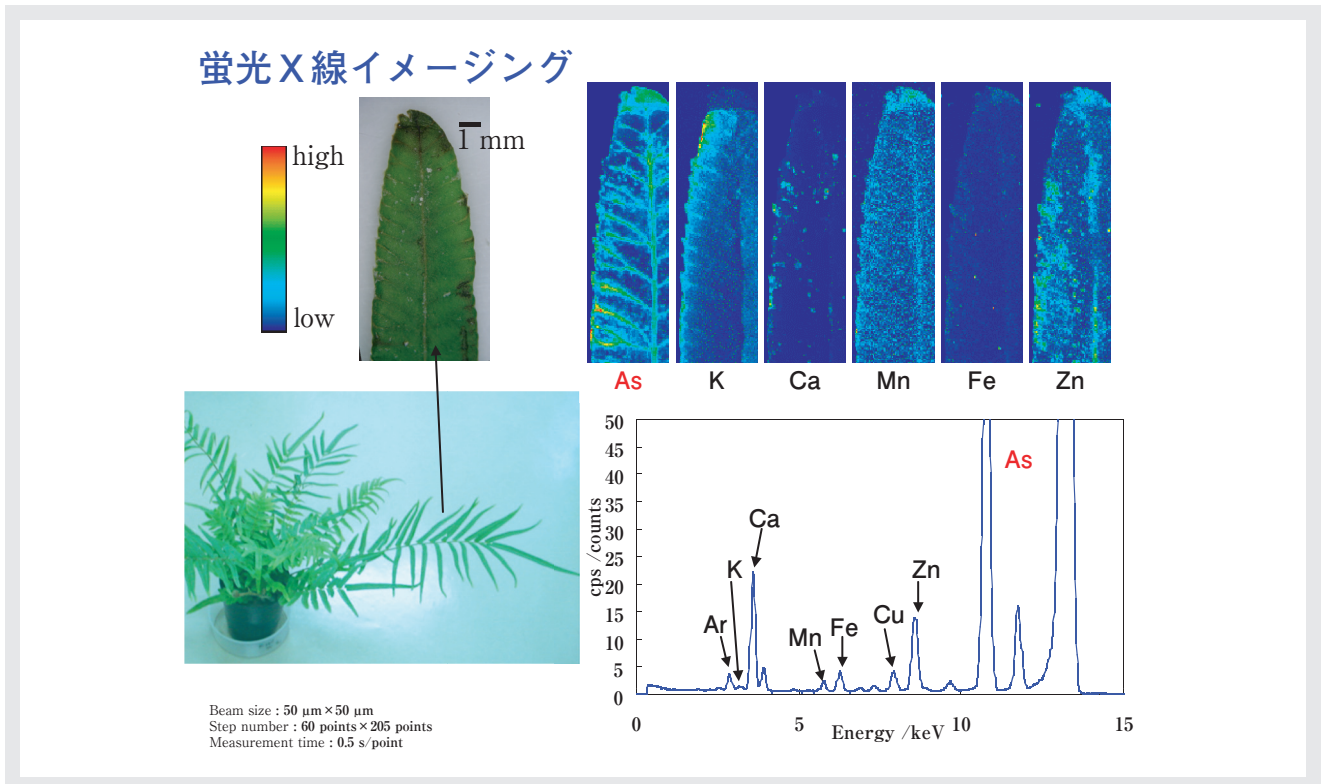 蛍光X線イメージング
high
low
1 mm
As K Ca Mn Fe Zn
50
45
40
35
30
25
20
15
10
5
0
cps /counts
As
Ca
K
Ar
Mn
Fe
Cu
Zn
0 5 10 15
Energy /keV
Beam size : 50 μm×50 μm
Step number : 60 points×205 points
Measurement time : 0.5 s/point